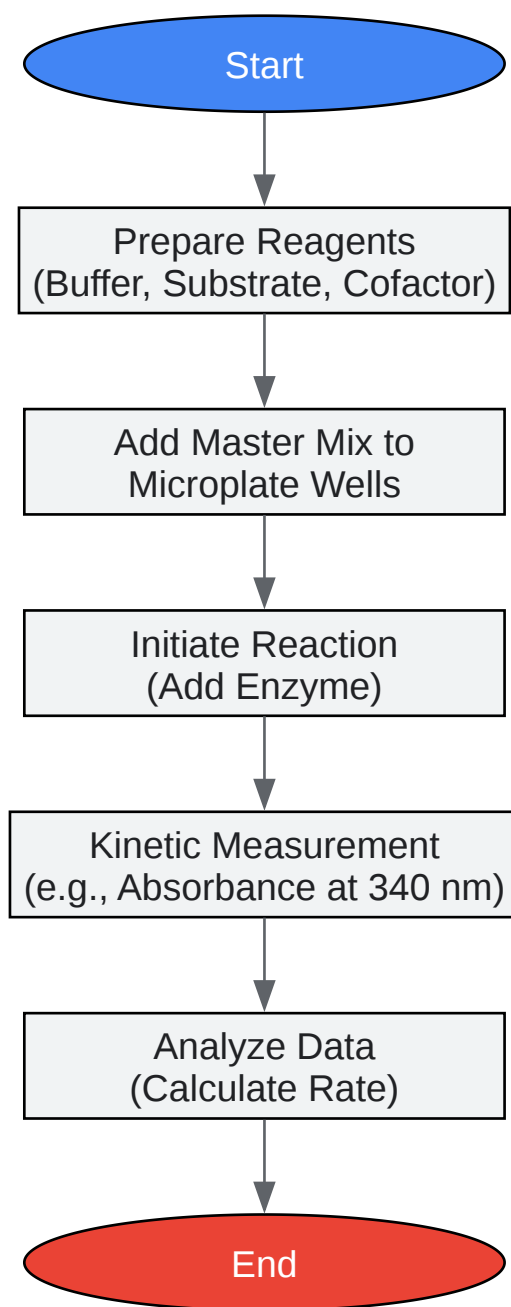 Start
Prepare Reagents
(Buffer, Substrate, Cofactor)
Add Master Mix to
Microplate Wells
Initiate Reaction
(Add Enzyme)
Kinetic Measurement
(e.g., Absorbance at 340 nm)
Analyze Data
(Calculate Rate)
End